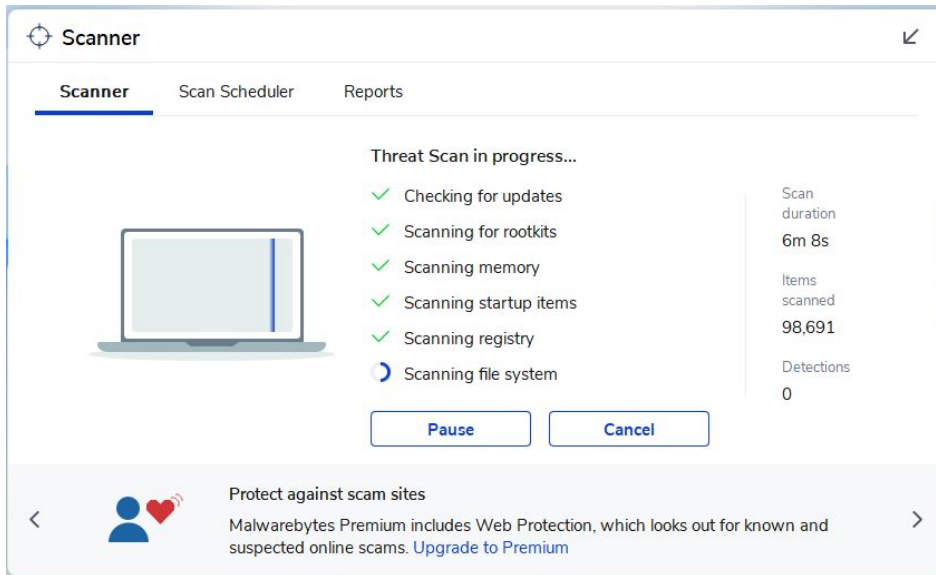 Scanner
Scanner Scan Scheduler Reports
Threat Scan in progress...
Checking for updates
Scanning for rootkits
Scanning memory
Scanning startup items
Scanning registry
Scanning file system
Pause Cancel
Scan
duration
6m 8s
Items
scanned
98,691
Detections
0
Protect against scam sites
Malwarebytes Premium includes Web Protection, which looks out for known and
suspected online scams. Upgrade to Premium